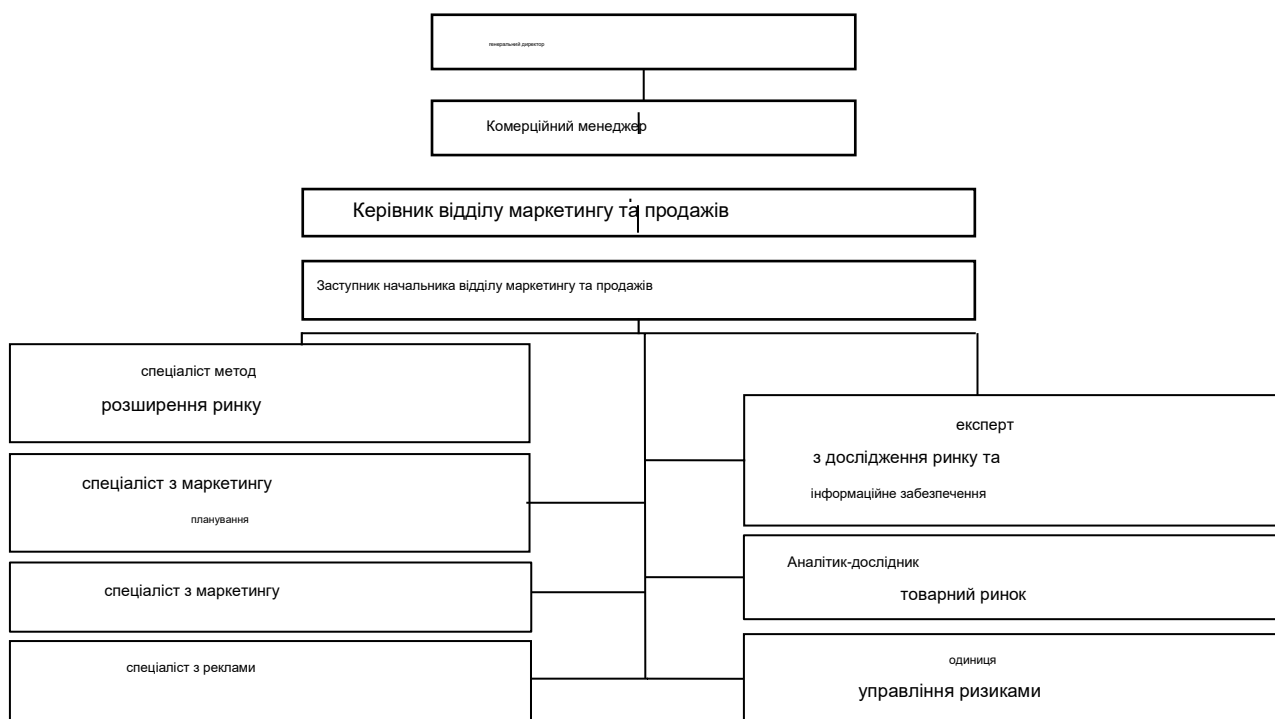 генеральний директор
Комерційний менеджер
Керівник відділу маркетингу та продажів
Заступник начальника відділу маркетингу та продажів
спеціаліст метод
розширення ринку
спеціаліст з маркетингу
планування
спеціаліст з маркетингу
спеціаліст з реклами
експерт
з дослідження ринку та
інформаційне забезпечення
Аналітик-дослідник
товарний ринок
одиниця
управління ризиками